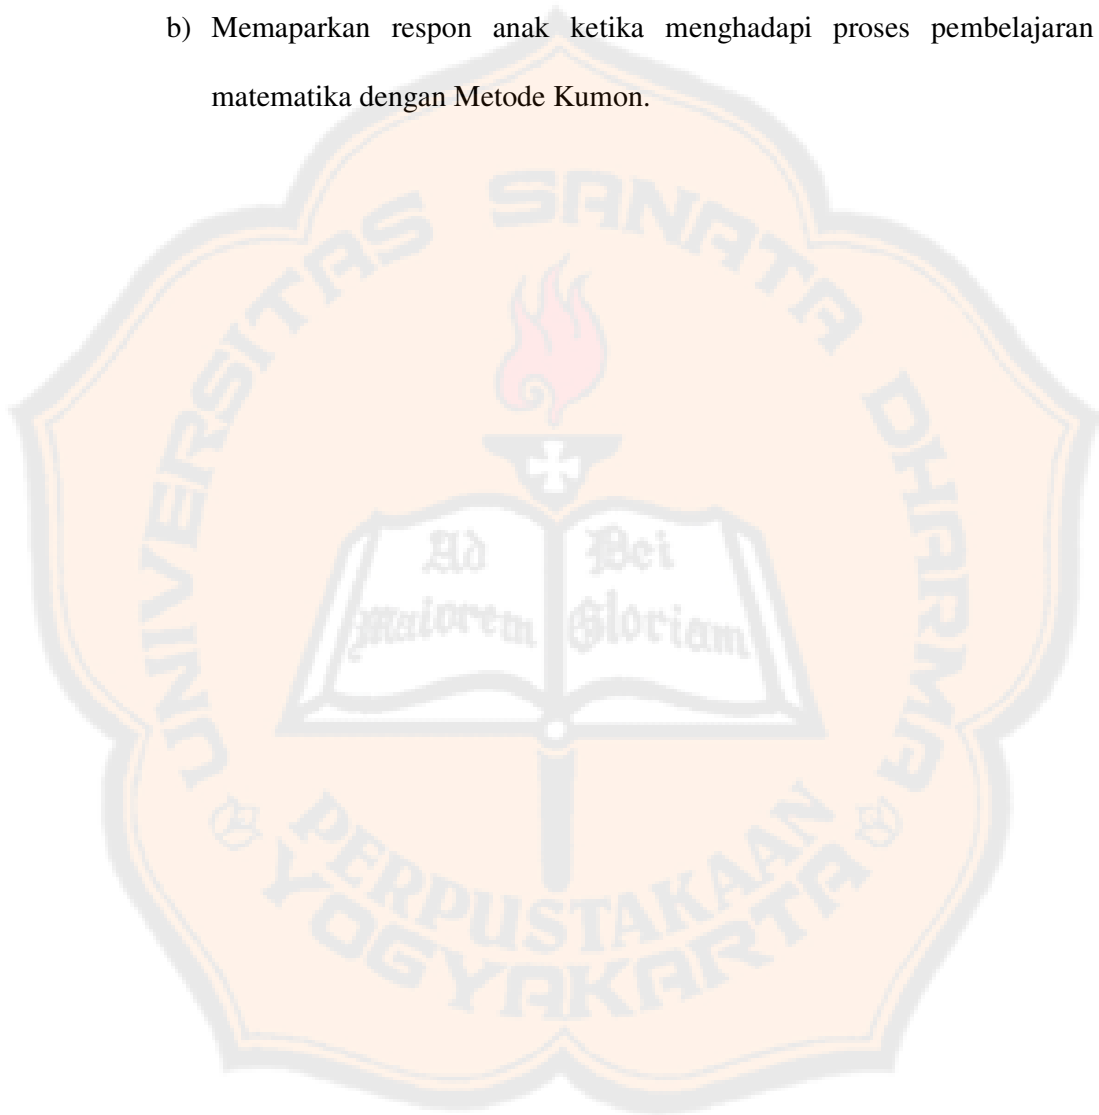 b) Memaparkan respon anak ketika menghadapi proses pembelajaran
matematika dengan Metode Kumon.
UNIVERSITAS SANATA DHARMA
Ad
maiorem
Dei
Gloriam
PERPUSTAKAAN
YOGYAKARTA